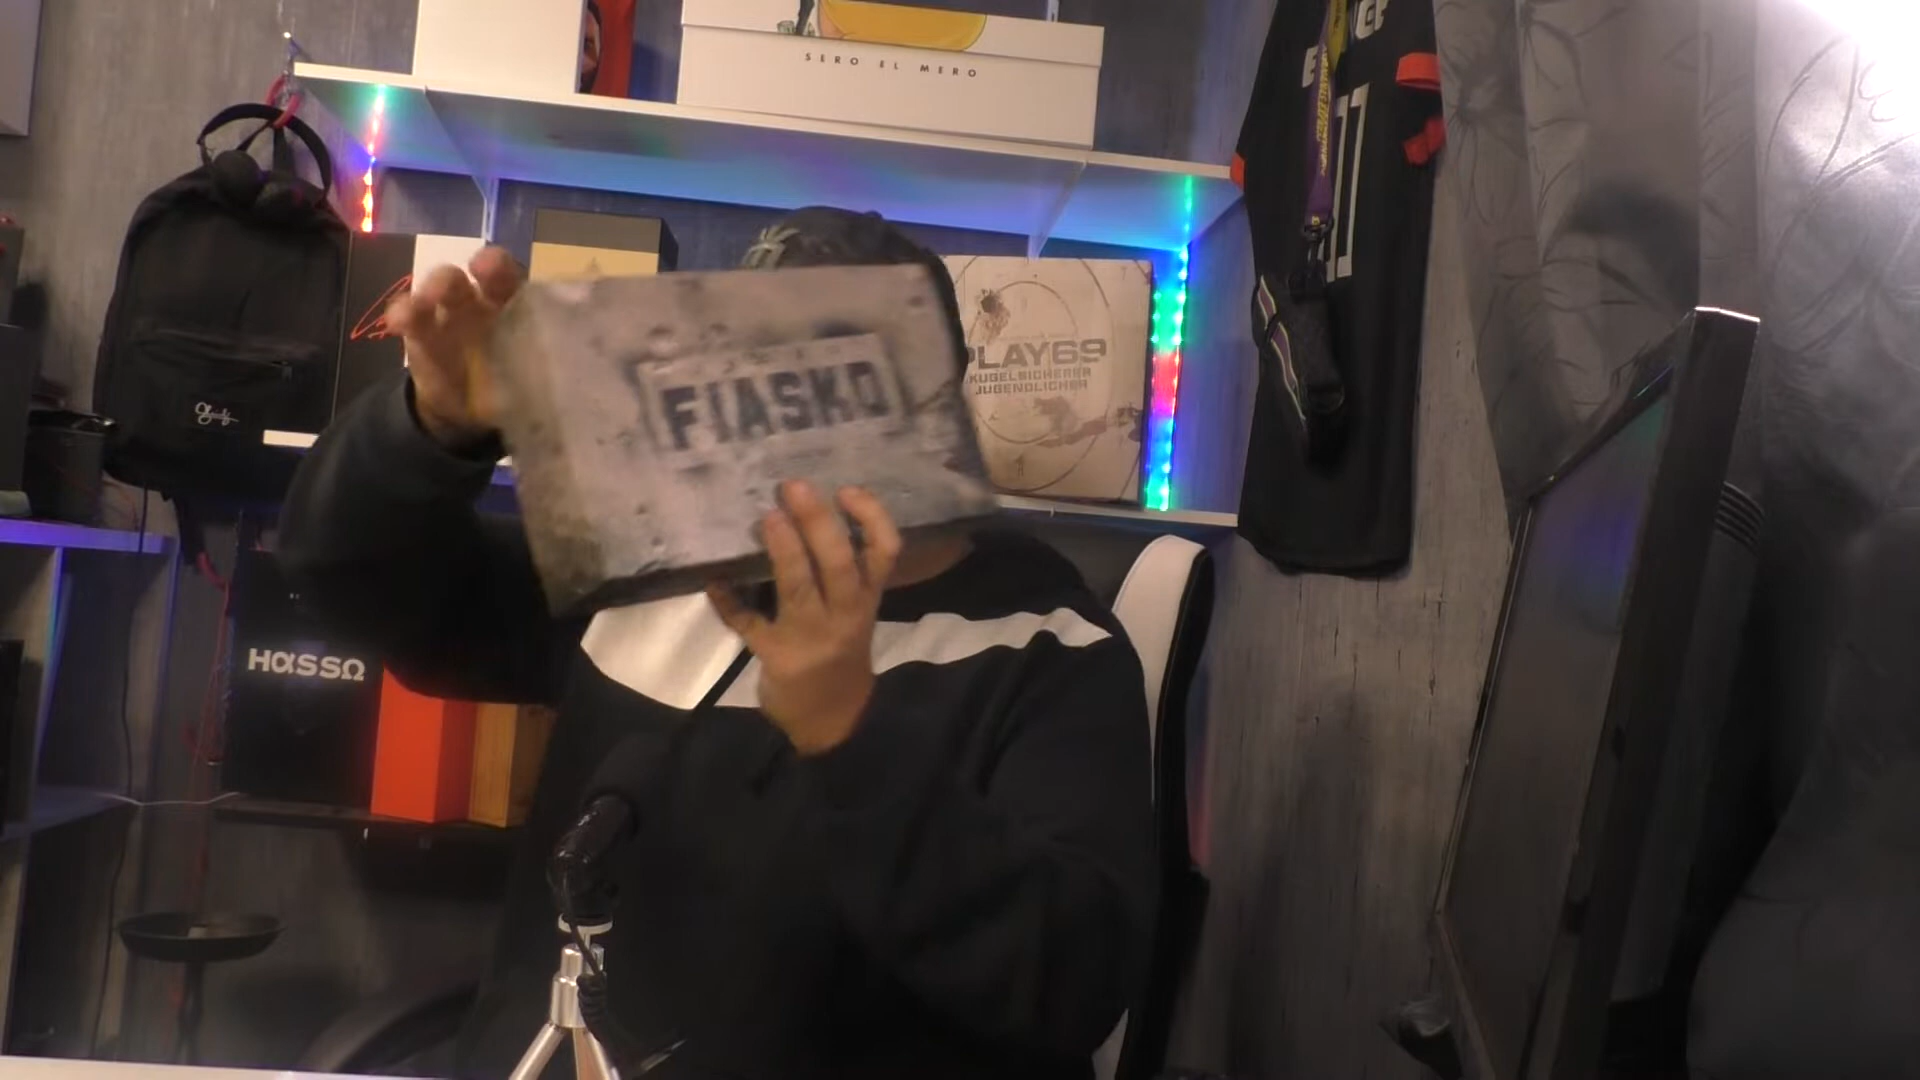 SERO EL MERO
FIASKO
PLAY69
KUGELSICHERER
JUGENDLICHER
HαSSΩ